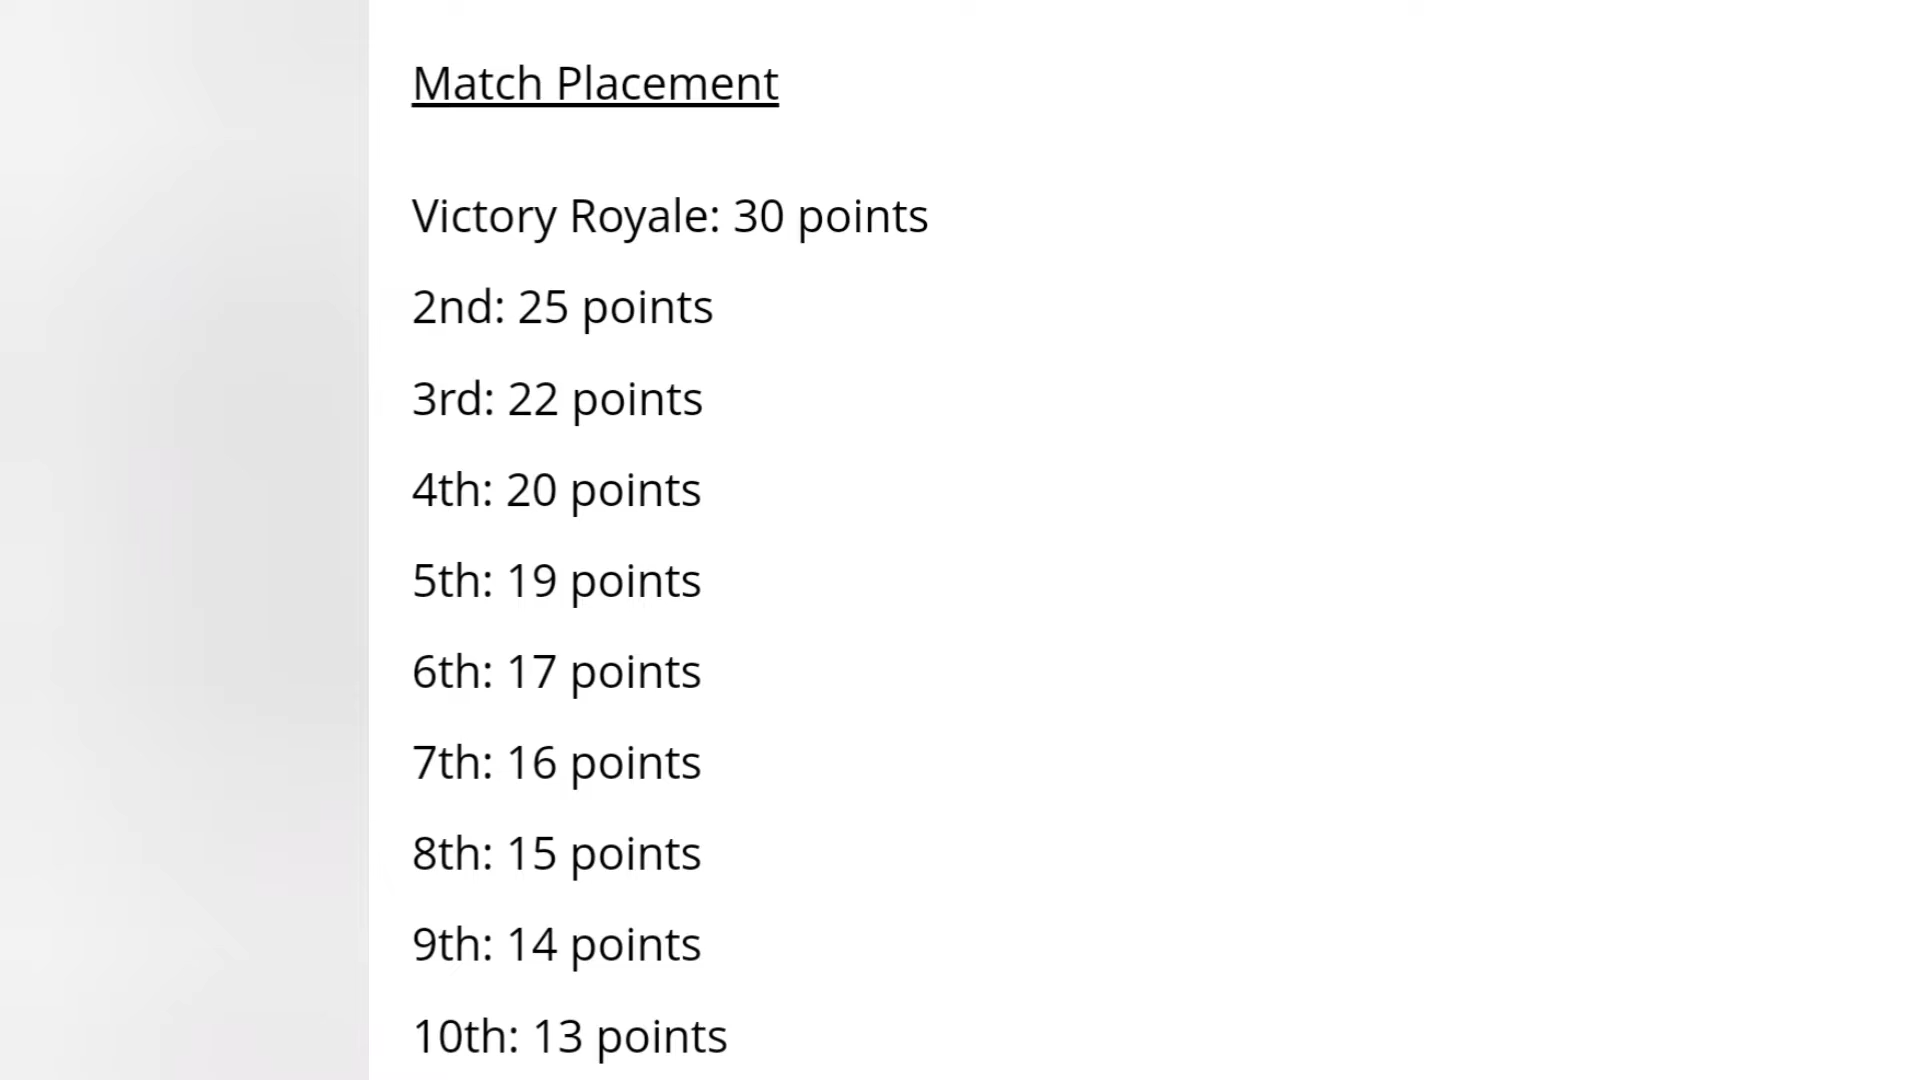 Match Placement
Victory Royale: 30 points
2nd: 25 points
3rd: 22 points
4th: 20 points
5th: 19 points
6th: 17 points
7th: 16 points
8th: 15 points
9th: 14 points
10th: 13 points